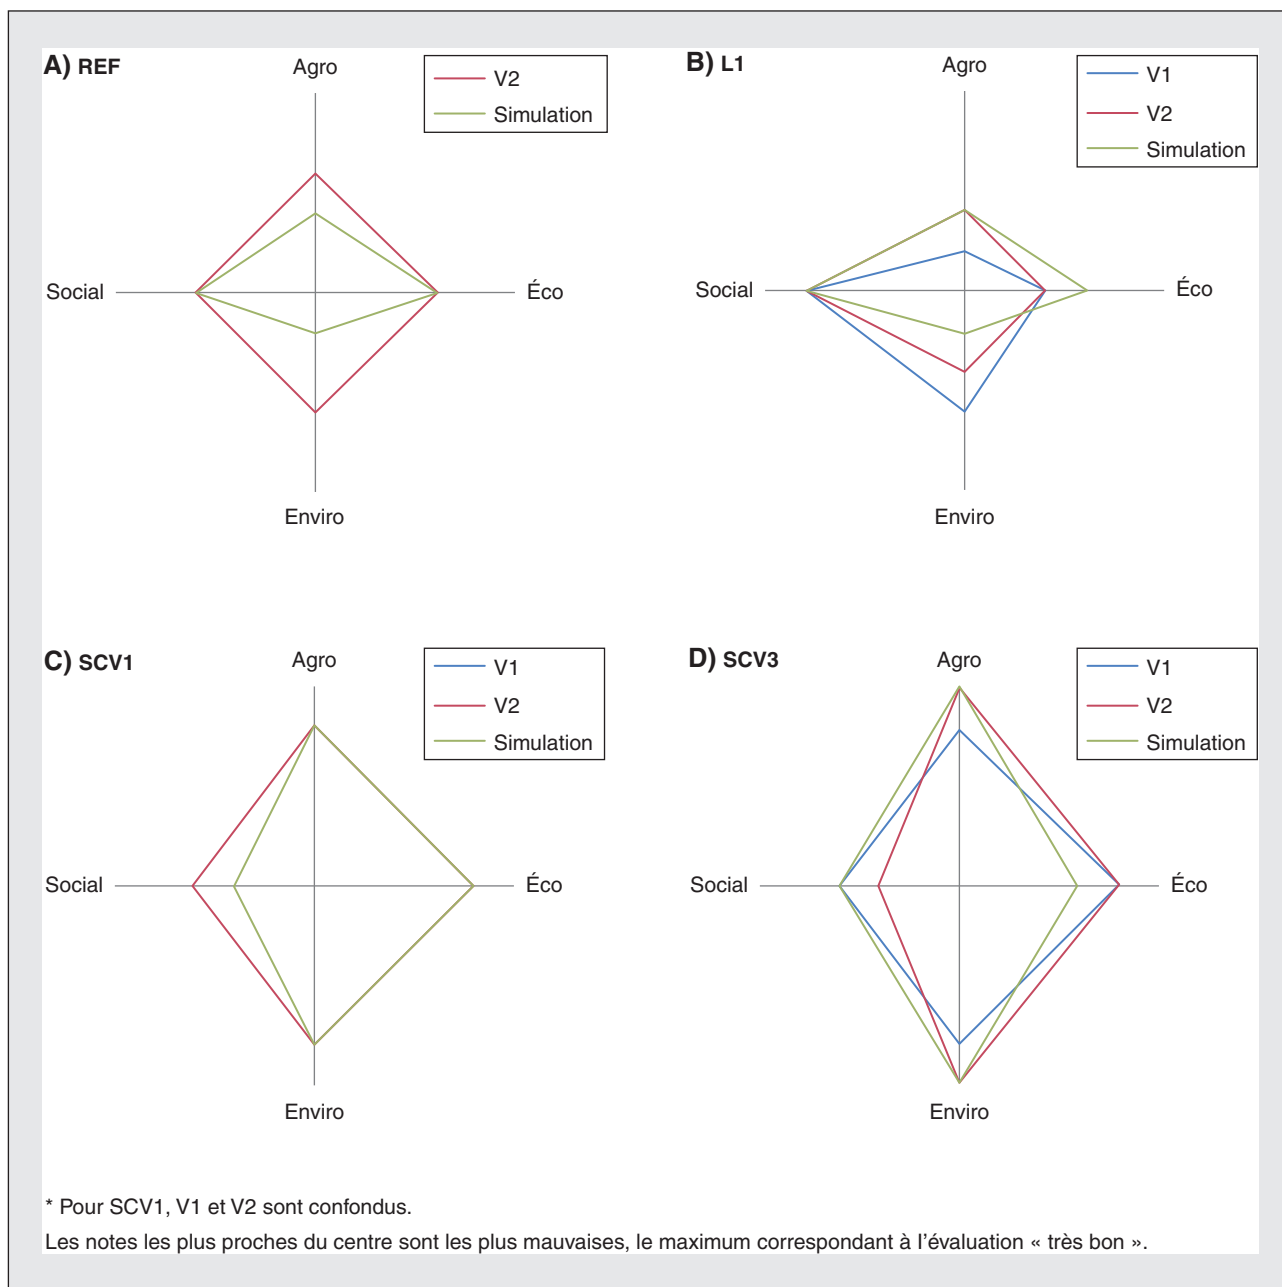 A) REF
Agro
V2
Simulation
Social
Éco
Enviro
B) L1
Agro
V1
V2
Simulation
Social
Éco
Enviro
C) SCV1
Agro
V1
V2
Simulation
Social
Éco
Enviro
D) SCV3
Agro
V1
V2
Simulation
Social
Éco
Enviro
* Pour SCV1, V1 et V2 sont confondus.
Les notes les plus proches du centre sont les plus mauvaises, le maximum correspondant à l'évaluation « très bon ».